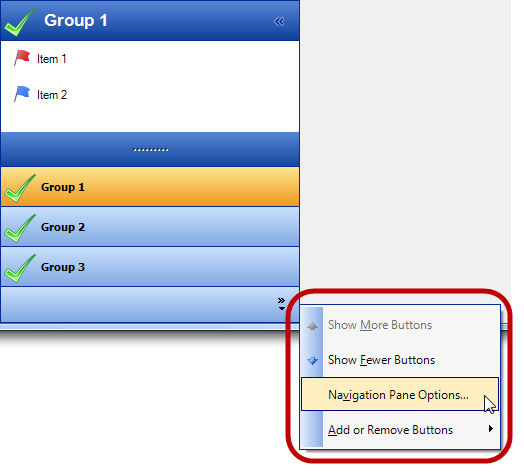 Group 1
Item 1
Item 2
Group 1
Group 2
Group 3
Show More Buttons
Show Fewer Buttons
Navigation Pane Options...
Add or Remove Buttons